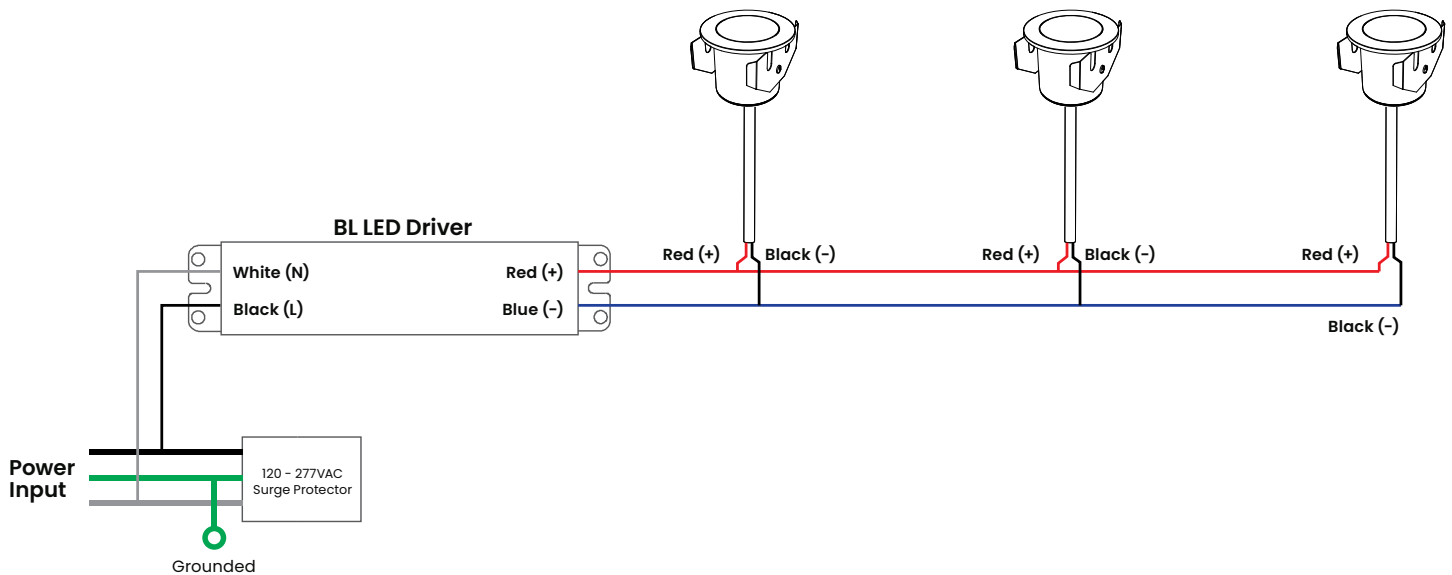 BL LED Driver
White (N)
Black (L)
Red (+)
Blue (-)
Red (+)
Black (-)
Red (+)
Black (-)
Red (+)
Black (-)
Power
Input
120 - 277VAC
Surge Protector
Grounded